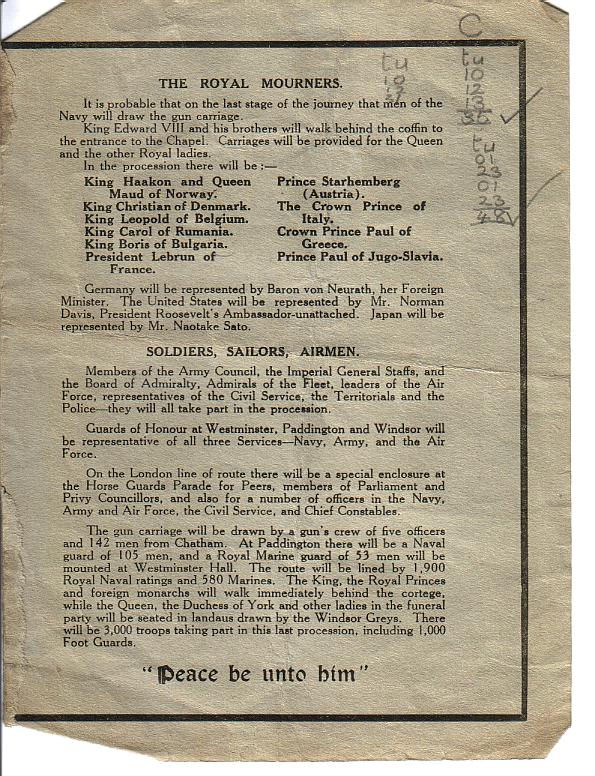 C
tu
10
tu
10
12
13
35
tu
01
23
01
23
48
THE ROYAL MOURNERS.
It is probable that on the last stage of the journey that men of the
Navy will draw the gun carriage.
King Edward VIII and his brothers will walk behind the coffin to
the entrance to the Chapel. Carriages will be provided for the Queen
and the other Royal ladies.
In the procession there will be :—
King Haakon and Queen
Maud of Norway.
King Christian of Denmark.
King Leopold of Belgium.
King Carol of Rumania.
King Boris of Bulgaria.
President Lebrun of
France.
Prince Starhemberg
(Austria).
The Crown Prince of
Italy.
Crown Prince Paul of
Greece.
Prince Paul of Jugo-Slavia.
Germany will be represented by Baron von Neurath, her Foreign
Minister. The United States will be represented by Mr. Norman
Davis, President Roosevelt's Ambassador-unattached. Japan will be
represented by Mr. Naotake Sato.
SOLDIERS, SAILORS, AIRMEN.
Members of the Army Council, the Imperial General Staffs, and
the Board of Admiralty, Admirals of the Fleet, leaders of the Air
Force, representatives of the Civil Service, the Territorials and the
Police—they will all take part in the procession.
Guards of Honour at Westminster, Paddington and Windsor will
be representative of all three Services—Navy, Army, and the Air
Force.
On the London line of route there will be a special enclosure at
the Horse Guards Parade for Peers, members of Parliament and
Privy Councillors, and also for a number of officers in the Navy,
Army and Air Force, the Civil Service, and Chief Constables.
The gun carriage will be drawn by a gun's crew of five officers
and 142 men from Chatham. At Paddington there will be a Naval
guard of 105 men, and a Royal Marine guard of 53 men will be
mounted at Westminster Hall. The route will be lined by 1,900
Royal Naval ratings and 580 Marines. The King, the Royal Princes
and foreign monarchs will walk immediately behind the cortege,
while the Queen, the Duchess of York and other ladies in the funeral
party will be seated in landaus drawn by the Windsor Greys. There
will be 3,000 troops taking part in this last procession, including 1,000
Foot Guards.
"Peace be unto him"